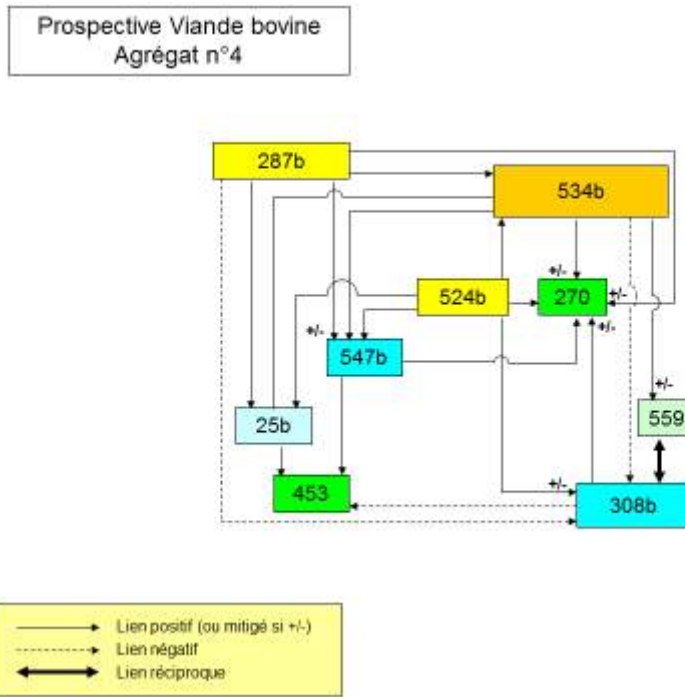 Prospective Viande bovine
Agrégat n°4
287b
534b
+/-
524b
270
+/-
+/-
+/-
547b
+/-
25b
559
453
+/-
308b
Lien positif (ou mitigé si +/-)
Lien négatif
Lien réciproque